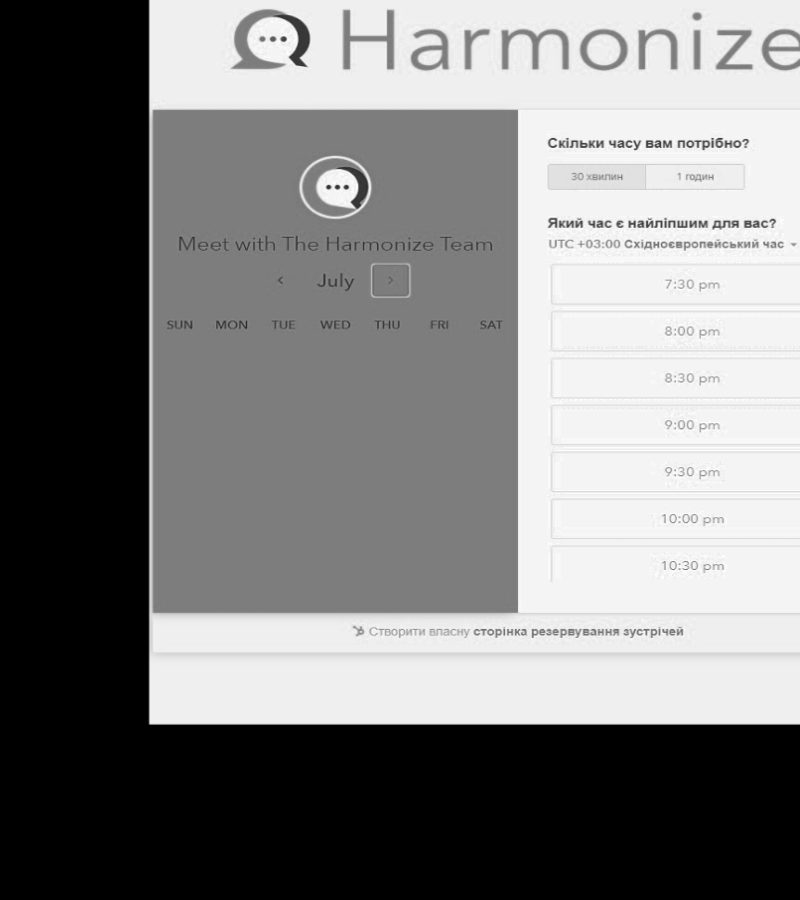 Harmonize
Meet with The Harmonize Team
July
SUN MON TUE WED THU FRI SAT
Скільки часу вам потрібно?
30 хвилин 1 годин
Який час є найліпшим для вас?
UTC +03:00 Східноєвропейський час
7:30 pm
8:00 pm
8:30 pm
9:00 pm
9:30 pm
10:00 pm
10:30 pm
Створити власну сторінка резервування зустрічей